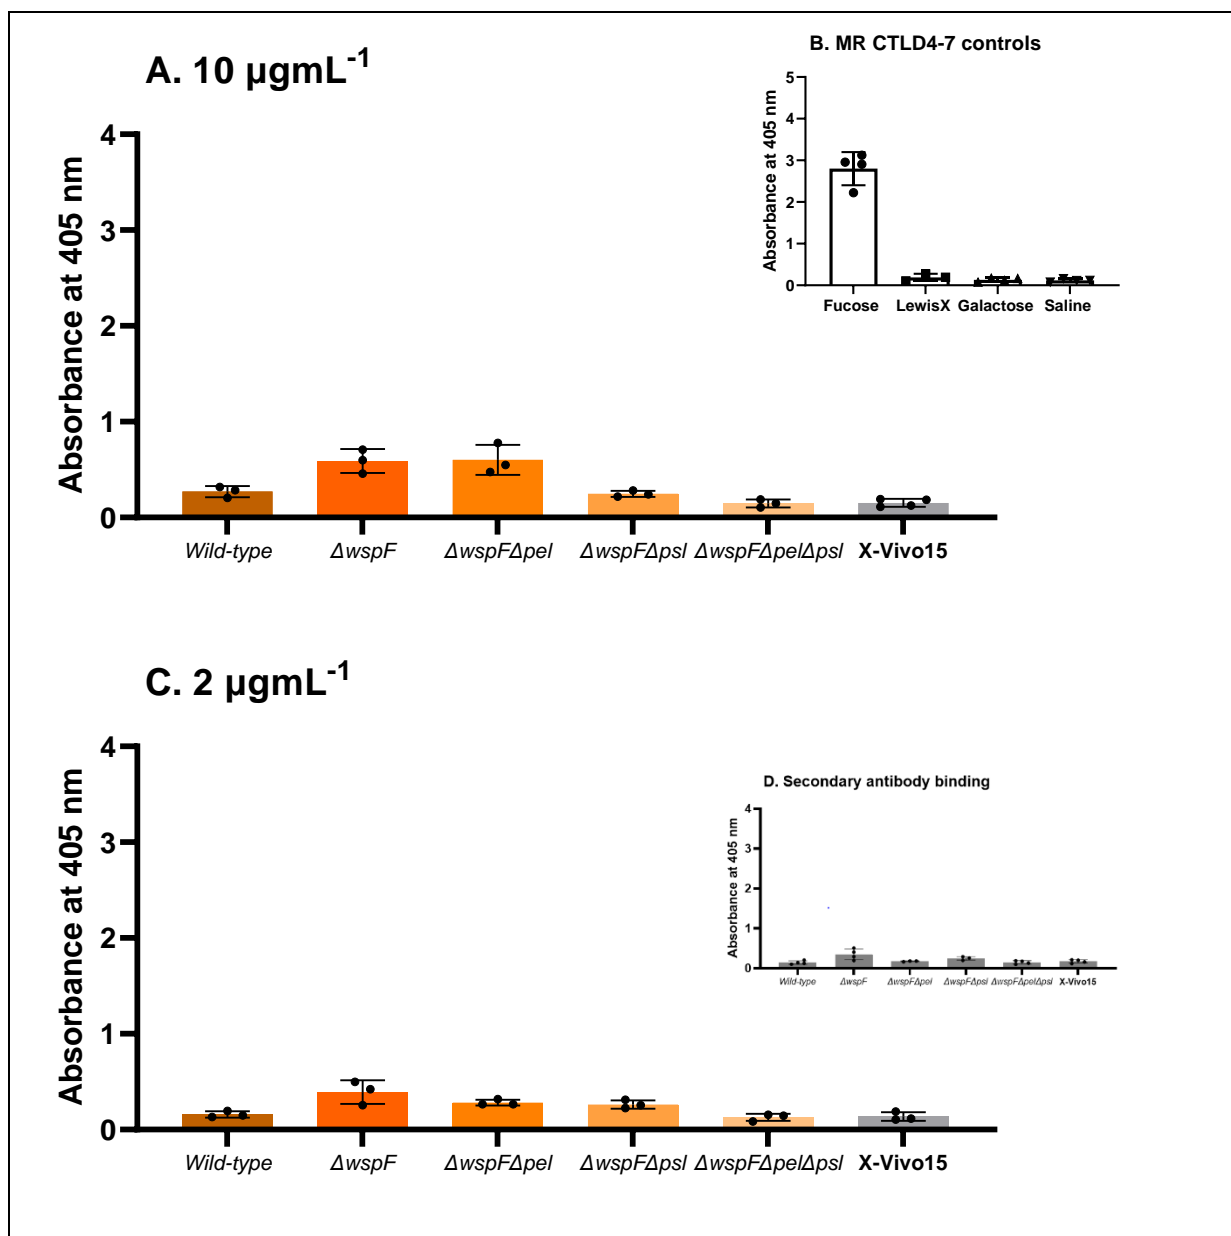 A. 10 µgmL-1
Absorbance at 405 nm
4
3
2
1
0
Wild-type ΔwspF ΔwspFΔpel ΔwspFΔpsl ΔwspFΔpelΔpsl X-Vivo15
B. MR CTLD4-7 controls
Absorbance at 405 nm
5
4
3
2
1
0
Fucose LewisX Galactose Saline
C. 2 µgmL-1
Absorbance at 405 nm
4
3
2
1
0
Wild-type ΔwspF ΔwspFΔpel ΔwspFΔpsl ΔwspFΔpelΔpsl X-Vivo15
D. Secondary antibody binding
Absorbance at 405 nm
4
3
2
1
0
Wild-type ΔwspF ΔwspFΔpel ΔwspFΔpsl ΔwspFΔpelΔpsl X-Vivo15